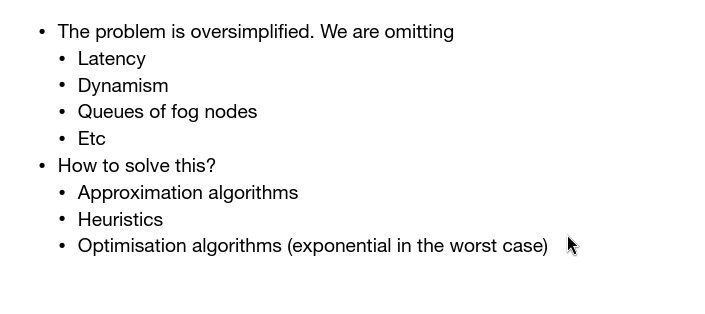 • The problem is oversimplified. We are omitting
• Latency
• Dynamism
• Queues of fog nodes
• Etc
• How to solve this?
• Approximation algorithms
• Heuristics
• Optimisation algorithms (exponential in the worst case)